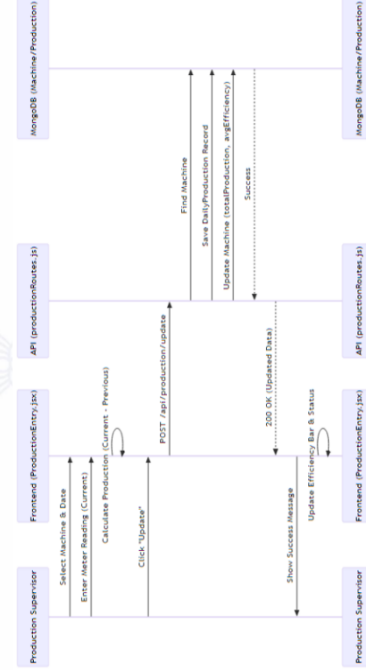 Production Supervisor
Frontend (ProductionEntry.jsx)
API (productionRoutes.js)
MongoDB (Machine/Production)
Select Machine & Date
Enter Meter Reading (Current)
Calculate Production (Current - Previous)
Click "Update"
POST /api/production/update
Find Machine
Save DailyProduction Record
Update Machine (totalProduction, avgEfficiency)
Success
200 OK (Updated Data)
Show Success Message
Update Efficiency Bar & Status
Production Supervisor
Frontend (ProductionEntry.jsx)
API (productionRoutes.js)
MongoDB (Machine/Production)